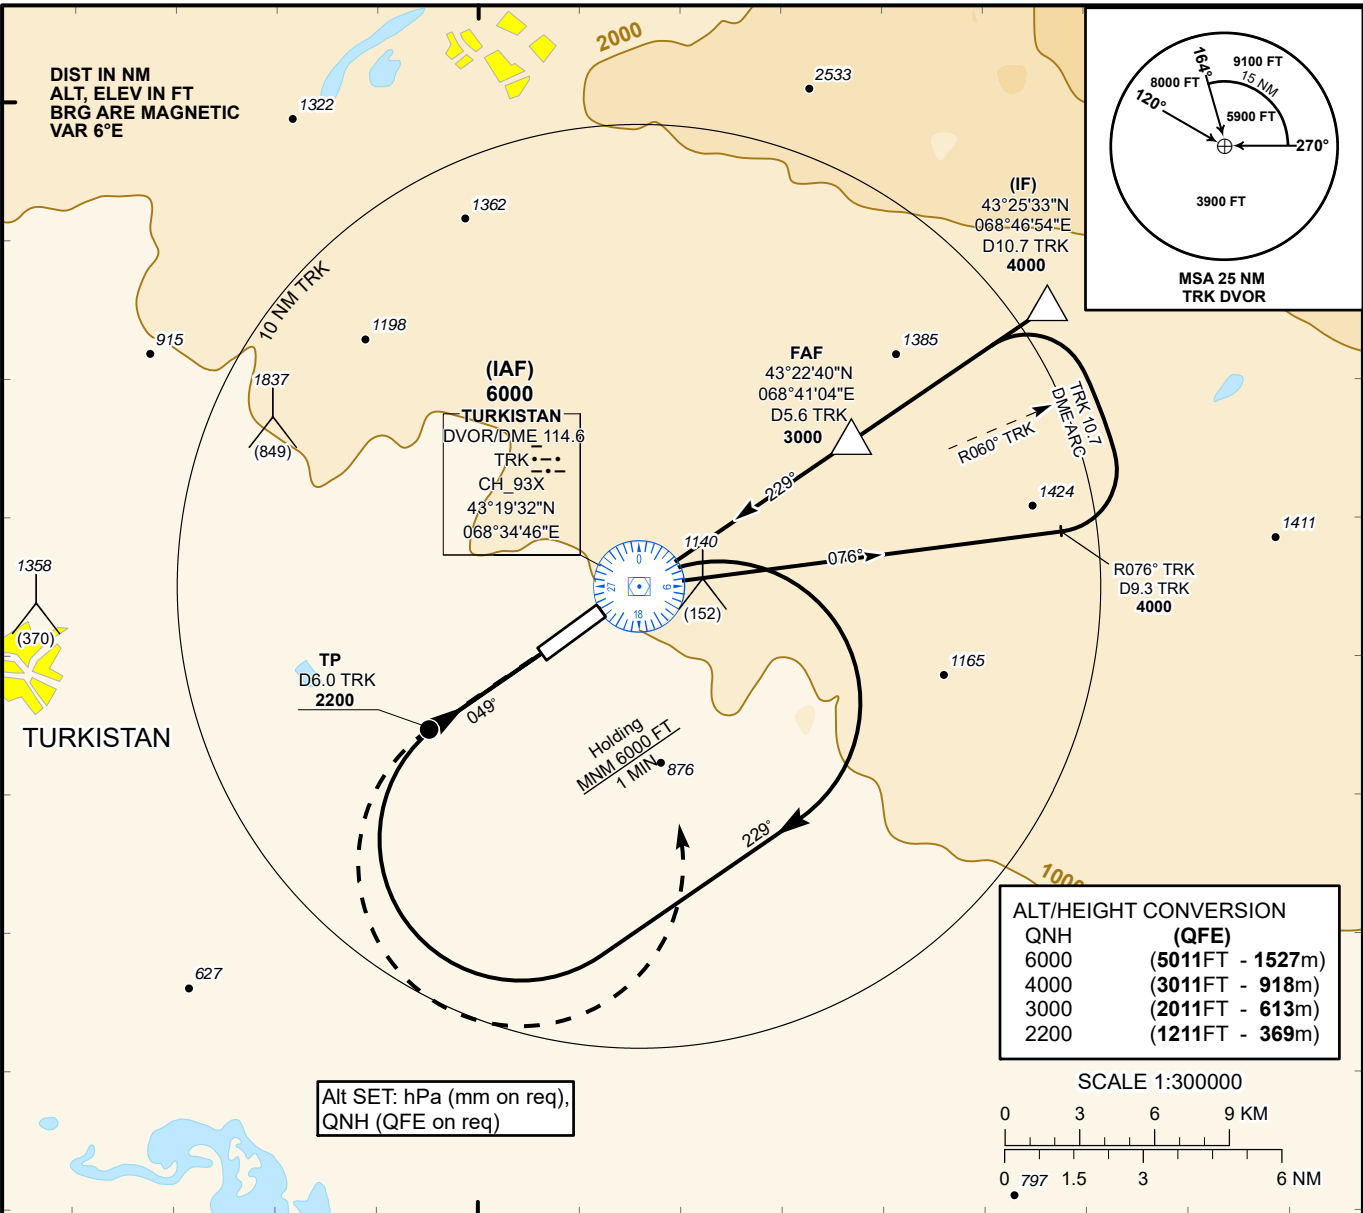 DIST IN NM
ALT, ELEV IN FT
BRG ARE MAGNETIC
VAR 6°E
1322
2000
2533
164°
9100 FT
15 NM
8000 FT
120°
5900 FT
270°
3900 FT
MSA 25 NM
TRK DVOR
(IF)
43°25'33"N
068°46'54"E
D10.7 TRK
4000
1362
10 NM TRK
1198
915
1837
(849)
(IAF)
6000
TURKISTAN
DVOR/DME 114.6
TRK
CH 93X
43°19'32"N
068°34'46"E
FAF
43°22'40"N
068°41'04"E
D5.6 TRK
3000
1385
TRK 10.7
DME ARC
R060° TRK
229°
1424
1411
1140
(152)
076°
R076° TRK
D9.3 TRK
4000
0
27
9
18
1358
(370)
TURKISTAN
TP
D6.0 TRK
2200
049°
1165
Holding
MNM 6000 FT
1 MIN
876
229°
1000
627
ALT/HEIGHT CONVERSION
QNH (QFE)
6000 (5011FT - 1527m)
4000 (3011FT - 918m)
3000 (2011FT - 613m)
2200 (1211FT - 369m)
Alt SET: hPa (mm on req),
QNH (QFE on req)
SCALE 1:300000
0 3 6 9 KM
0 1.5 3 6 NM
797